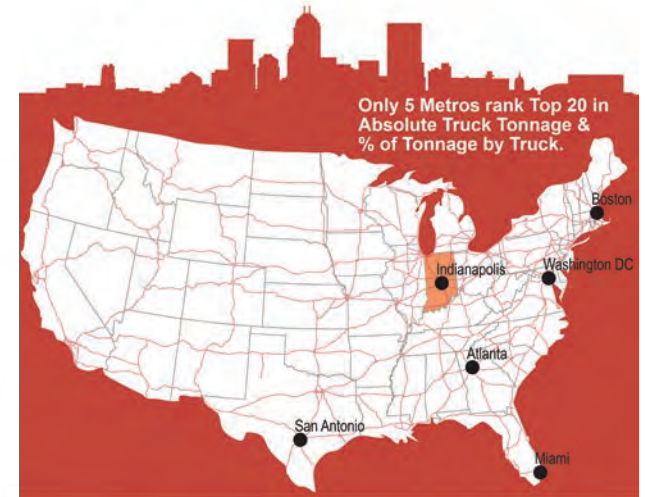 Only 5 Metros rank Top 20 in
Absolute Truck Tonnage &
% of Tonnage by Truck.
Boston
Indianapolis
Washington DC
Atlanta
San Antonio
Miami